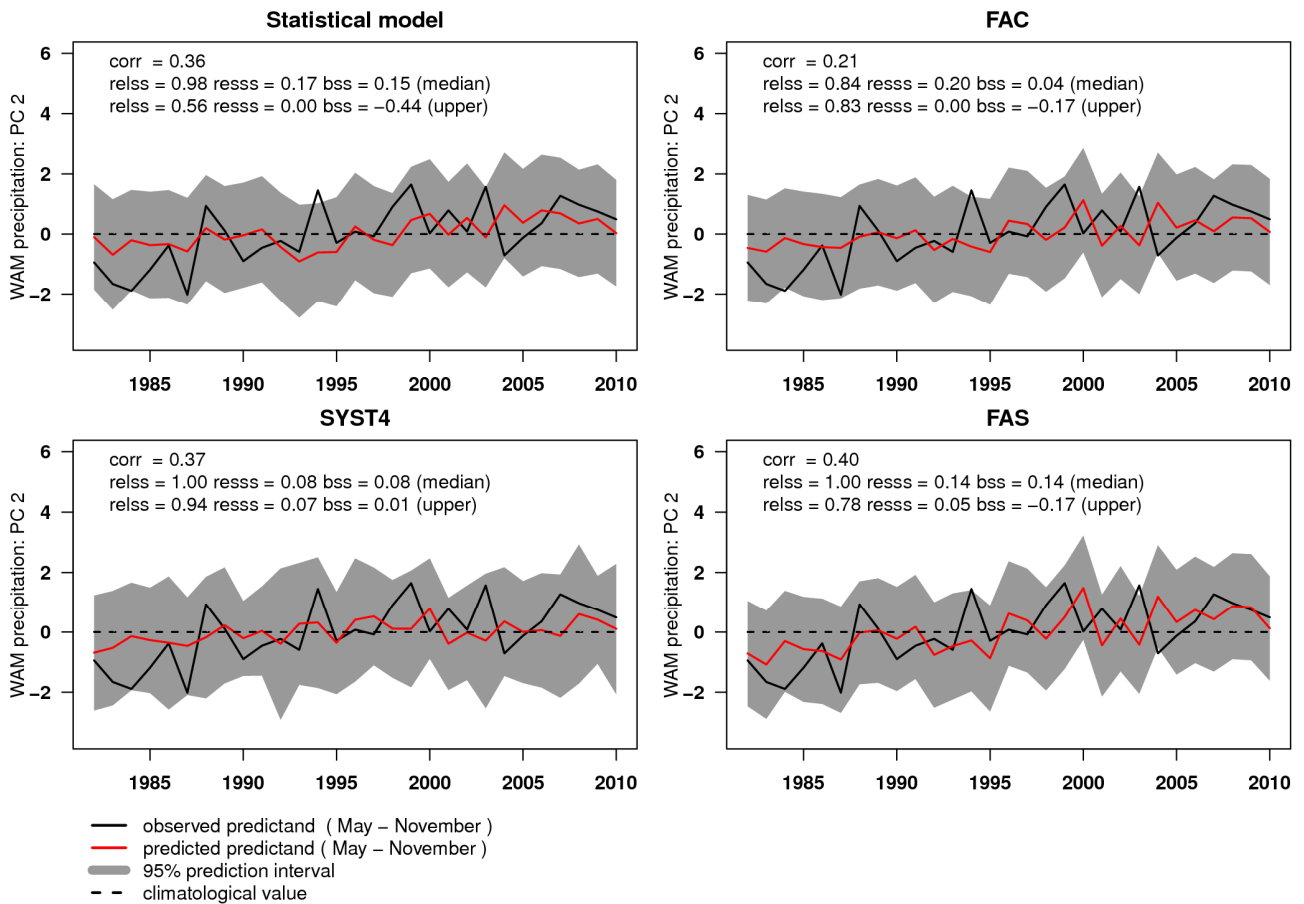 Statistical model
WAM precipitation: PC 2
6
4
2
0
−2
corr = 0.36
relss = 0.98 resss = 0.17 bss = 0.15 (median)
relss = 0.56 resss = 0.00 bss = −0.44 (upper)
1985 1990 1995 2000 2005 2010
FAC
WAM precipitation: PC 2
6
4
2
0
−2
corr = 0.21
relss = 0.84 resss = 0.20 bss = 0.04 (median)
relss = 0.83 resss = 0.00 bss = −0.17 (upper)
1985 1990 1995 2000 2005 2010
SYST4
WAM precipitation: PC 2
6
4
2
0
−2
corr = 0.37
relss = 1.00 resss = 0.08 bss = 0.08 (median)
relss = 0.94 resss = 0.07 bss = 0.01 (upper)
1985 1990 1995 2000 2005 2010
FAS
WAM precipitation: PC 2
6
4
2
0
−2
corr = 0.40
relss = 1.00 resss = 0.14 bss = 0.14 (median)
relss = 0.78 resss = 0.05 bss = −0.17 (upper)
1985 1990 1995 2000 2005 2010
observed predictand ( May − November )
predicted predictand ( May − November )
95% prediction interval
climatological value